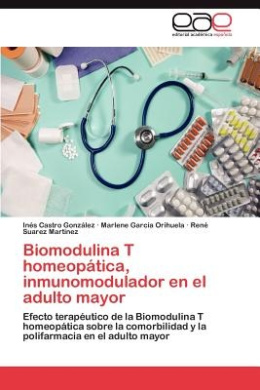 eae
editorial académica española
Inés Castro González · Marlene García Orihuela · René
Suarez Martínez
Biomodulina T
homeopática,
inmunomodulador en el
adulto mayor
Efecto terapéutico de la Biomodulina T
homeopática sobre la comorbilidad y la
polifarmacia en el adulto mayor